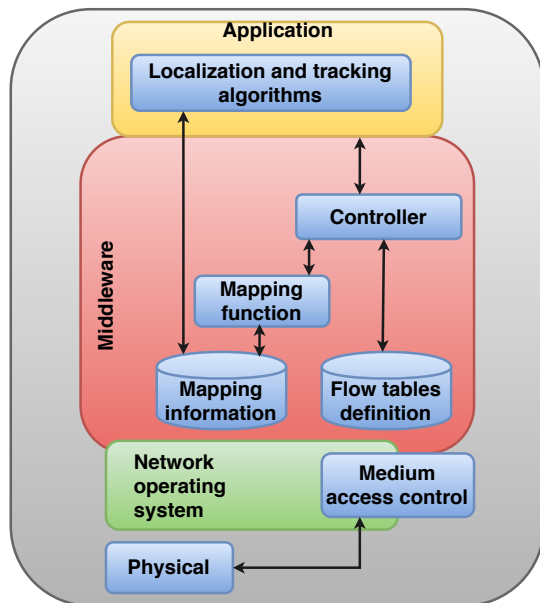 Application
Localization and tracking
algorithms
Controller
Middleware
Mapping
function
Mapping
information
Flow tables
definition
Network
operating
system
Medium
access control
Physical